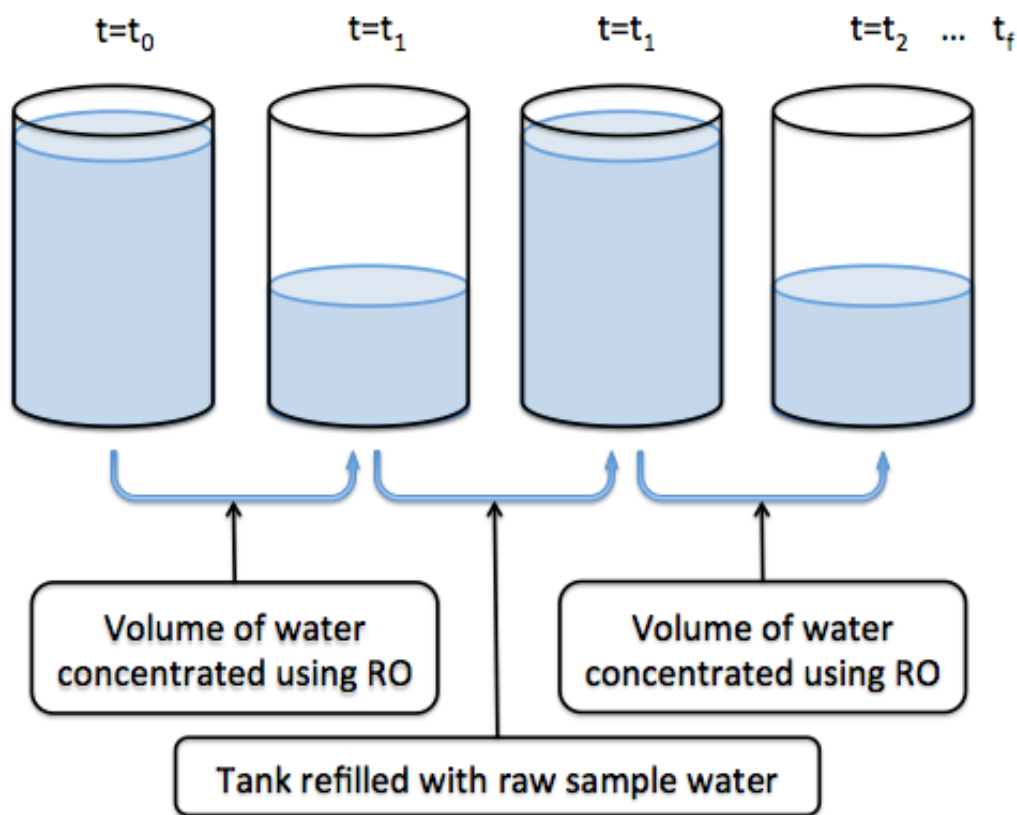 t=t₀ t=t₁ t=t₁ t=t₂ ... t_f
Volume of water
concentrated using RO
Volume of water
concentrated using RO
Tank refilled with raw sample water